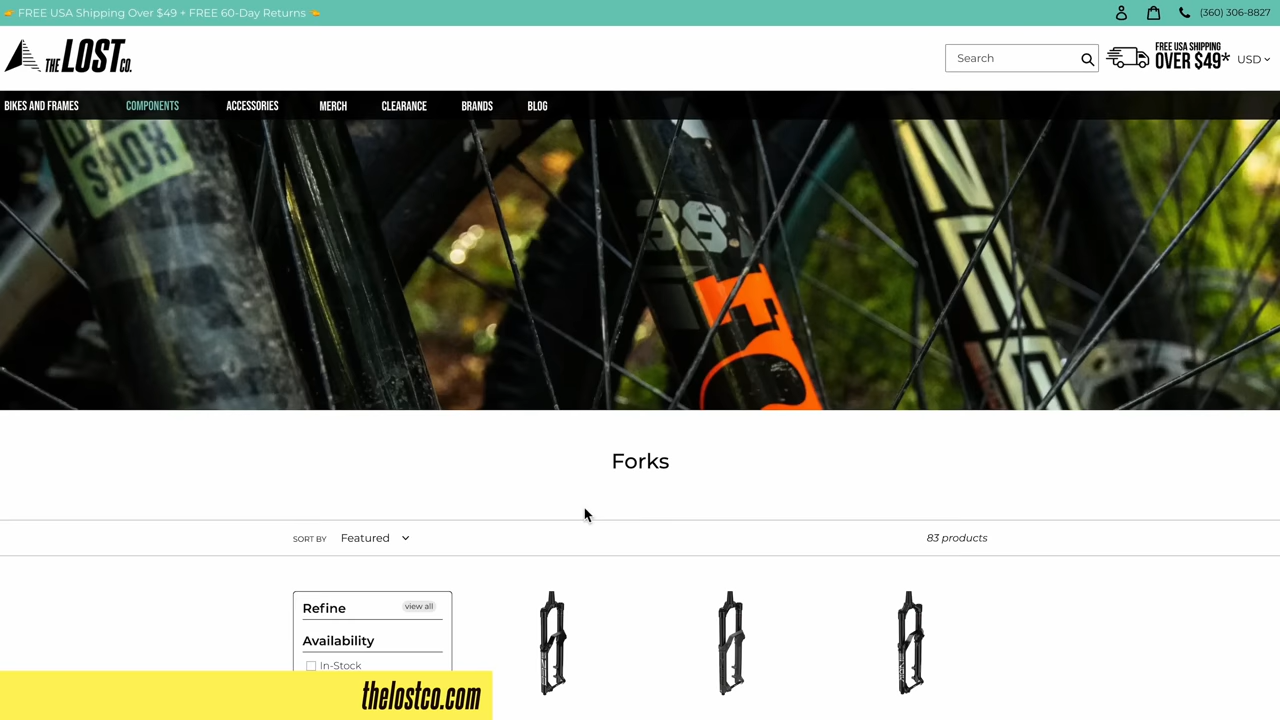 FREE USA Shipping Over $49 + FREE 60-Day Returns
(360) 306-8827
THE LOST CO.
Search
FREE USA SHIPPING
OVER $49*
USD
BIKES AND FRAMES COMPONENTS ACCESSORIES MERCH CLEARANCE BRANDS BLOG
SHOX
38
Forks
SORT BY Featured
83 products
Refine view all
Availability
In-Stock
thelostco.com